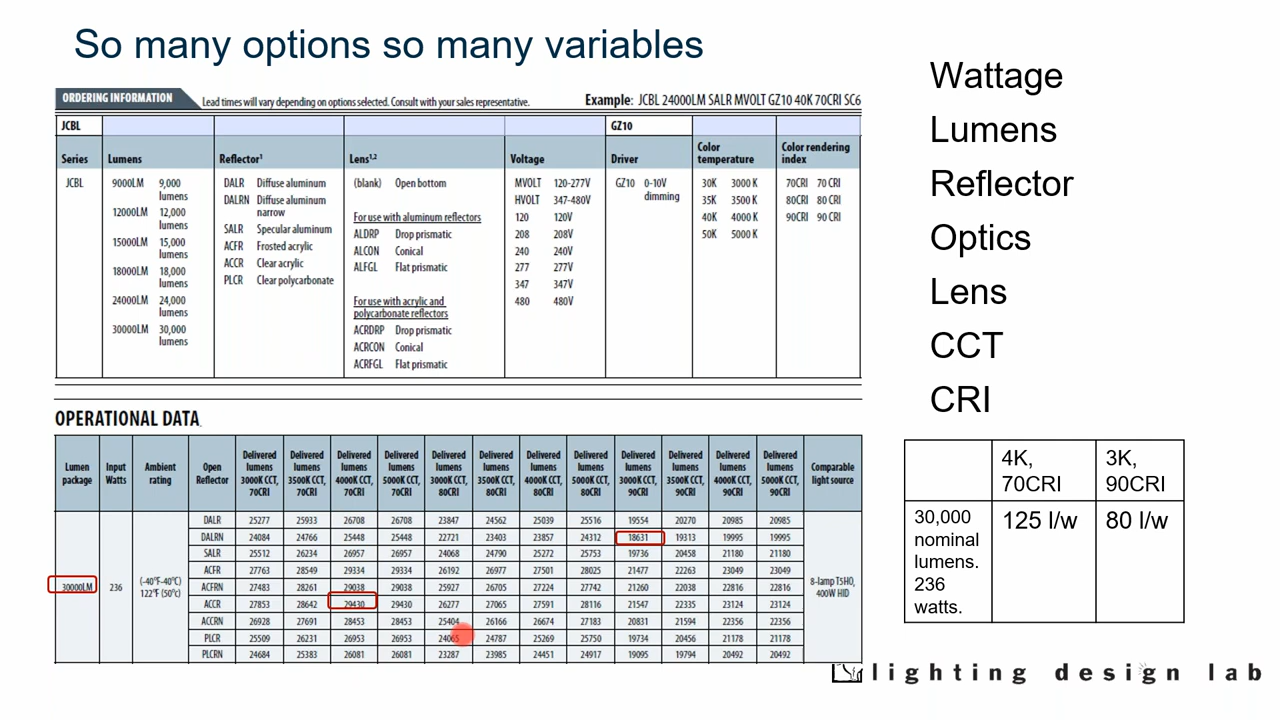 So many options so many variables
ORDERING INFORMATION Lead times will vary depending on options selected. Consult with your sales representative. Example: JCBL 24000LM SALR MVOLT GZ10 40K 70CRI SC6
JCBL GZ10
Series Lumens Reflector¹ Lens¹,² Voltage Driver Color temperature Color rendering index
JCBL
9000LM 9,000 lumens
12000LM 12,000 lumens
15000LM 15,000 lumens
18000LM 18,000 lumens
24000LM 24,000 lumens
30000LM 30,000 lumens
DALR Diffuse aluminum
DALRN Diffuse aluminum narrow
SALR Specular aluminum
ACFR Frosted acrylic
ACCR Clear acrylic
PLCR Clear polycarbonate
(blank) Open bottom
For use with aluminum reflectors
ALDRP Drop prismatic
ALCON Conical
ALFGL Flat prismatic
For use with acrylic and
polycarbonate reflectors
ACRDRP Drop prismatic
ACRCON Conical
ACRFGL Flat prismatic
MVOLT 120-277V
HVOLT 347-480V
120 120V
208 208V
240 240V
277 277V
347 347V
480 480V
GZ10 0-10V dimming
30K 3000 K
35K 3500 K
40K 4000 K
50K 5000 K
70CRI 70 CRI
80CRI 80 CRI
90CRI 90 CRI
OPERATIONAL DATA
Lumen package
Input Watts
Ambient rating
Open Reflector
Delivered lumens 3000K CCT, 70CRI
Delivered lumens 3500K CCT, 70CRI
Delivered lumens 4000K CCT, 70CRI
Delivered lumens 5000K CCT, 70CRI
Delivered lumens 3000K CCT, 80CRI
Delivered lumens 3500K CCT, 80CRI
Delivered lumens 4000K CCT, 80CRI
Delivered lumens 5000K CCT, 80CRI
Delivered lumens 3000K CCT, 90CRI
Delivered lumens 3500K CCT, 90CRI
Delivered lumens 4000K CCT, 90CRI
Delivered lumens 5000K CCT, 90CRI
Comparable light source
30000LM
236
(-40°F-40°C)
122°F (50°c)
DALR 25277 25933 26708 26708 23847 24562 25039 25516 19554 20270 20985 20985
DALRN 24084 24766 25448 25448 22721 23403 23857 24312 18631 19313 19995 19995
SALR 25512 26234 26957 26957 24068 24790 25272 25753 19736 20458 21180 21180
ACFR 27763 28549 29334 29334 26192 26977 27501 28025 21477 22263 23049 23049
ACFRN 27483 28261 29038 29038 25927 26705 27224 27742 21260 22038 22816 22816
ACCR 27853 28642 29430 29430 26277 27065 27591 28116 21547 22335 23124 23124
ACCRN 26928 27691 28453 28453 25404 26166 26674 27183 20831 21594 22356 22356
PLCR 25509 26231 26953 26953 24065 24787 25269 25750 19734 20456 21178 21178
PLCRN 24684 25383 26081 26081 23287 23985 24451 24917 19095 19794 20492 20492
8-lamp T5HO,
400W HID
Wattage
Lumens
Reflector
Optics
Lens
CCT
CRI
4K, 70CRI
3K, 90CRI
30,000 nominal lumens. 236 watts.
125 l/w
80 l/w
lighting design lab